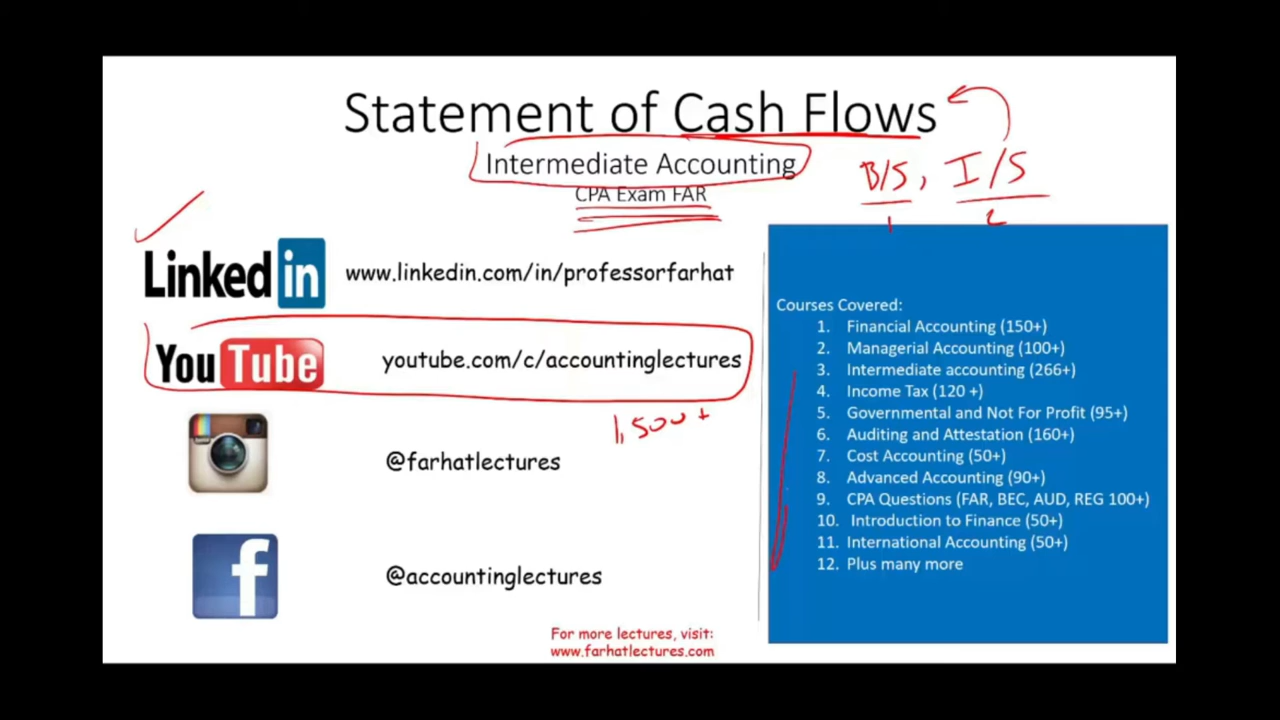 Statement of Cash Flows
Intermediate Accounting
CPA Exam FAR
B/S, I/S
1 2
Linked in www.linkedin.com/in/professorfarhat
YouTube youtube.com/c/accountinglectures
1,500+
@farhatlectures
f @accountinglectures
For more lectures, visit:
www.farhatlectures.com
Courses Covered:
1. Financial Accounting (150+)
2. Managerial Accounting (100+)
3. Intermediate accounting (266+)
4. Income Tax (120 +)
5. Governmental and Not For Profit (95+)
6. Auditing and Attestation (160+)
7. Cost Accounting (50+)
8. Advanced Accounting (90+)
9. CPA Questions (FAR, BEC, AUD, REG 100+)
10. Introduction to Finance (50+)
11. International Accounting (50+)
12. Plus many more